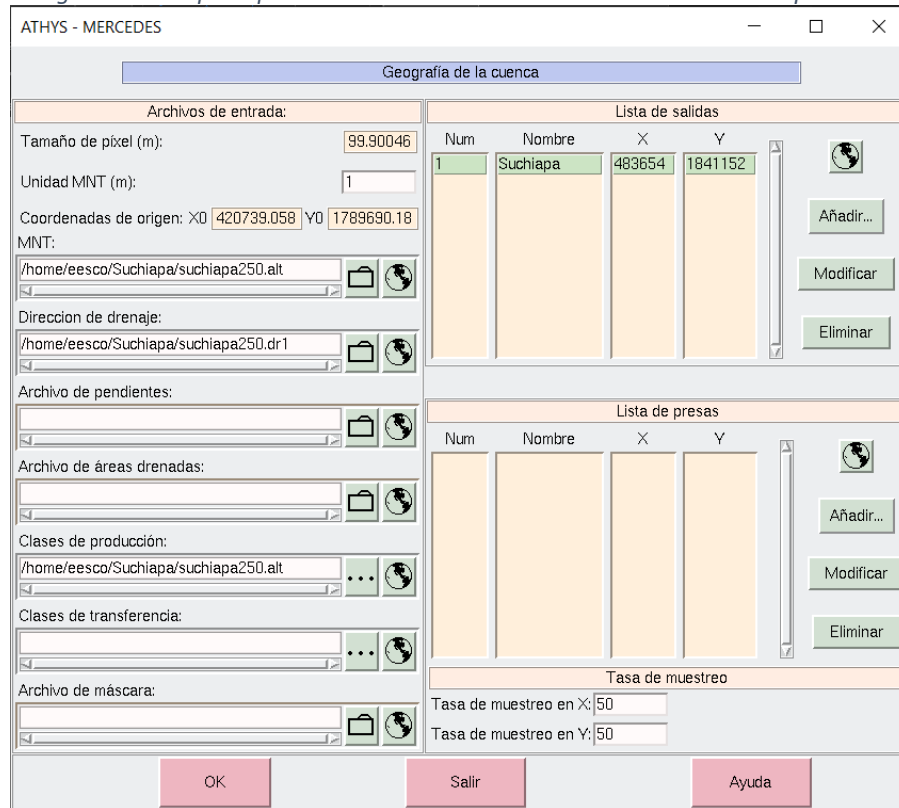 ATHYS - MERCEDES
Geografía de la cuenca
Archivos de entrada:
Tamaño de píxel (m): 99.90046
Unidad MNT (m): 1
Coordenadas de origen: X0 420739.058 Y0 1789690.18
MNT:
/home/eesco/Suchiapa/suchiapa250.alt
Direccion de drenaje:
/home/eesco/Suchiapa/suchiapa250.dr1
Archivo de pendientes:
Archivo de áreas drenadas:
Clases de producción:
/home/eesco/Suchiapa/suchiapa250.alt
...
Clases de transferencia:
...
Archivo de máscara:
Lista de salidas
Num Nombre X Y
1 Suchiapa 483654 1841152
Añadir...
Modificar
Eliminar
Lista de presas
Num Nombre X Y
Añadir...
Modificar
Eliminar
Tasa de muestreo
Tasa de muestreo en X: 50
Tasa de muestreo en Y: 50
OK Salir Ayuda